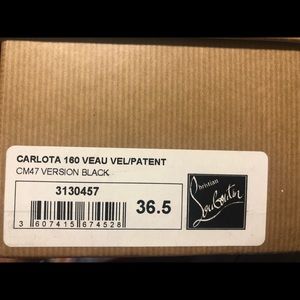 CARLOTA 160 VEAU VEL/PATENT
CM47 VERSION BLACK
3130457
36.5
3 607415 674528
Christian
Louboutin